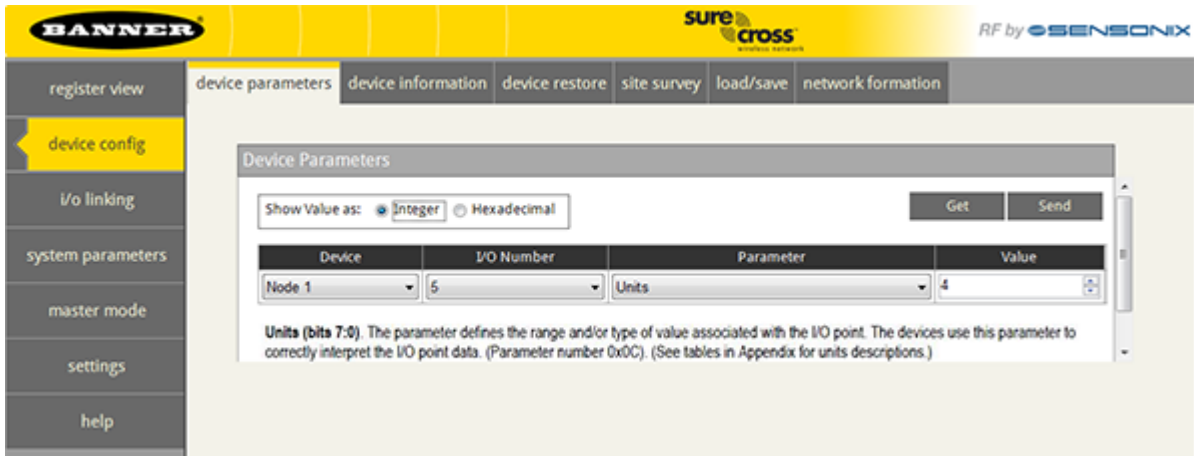 BANNER
sure cross
wireless network
RF by SENSONIX
register view
device config
i/o linking
system parameters
master mode
settings
help
device parameters device information device restore site survey load/save network formation
Device Parameters
Show Value as: Integer Hexadecimal
Get Send
Device I/O Number Parameter Value
Node 1 5 Units 4
Units (bits 7:0). The parameter defines the range and/or type of value associated with the I/O point. The devices use this parameter to
correctly interpret the I/O point data. (Parameter number 0x0C). (See tables in Appendix for units descriptions.)